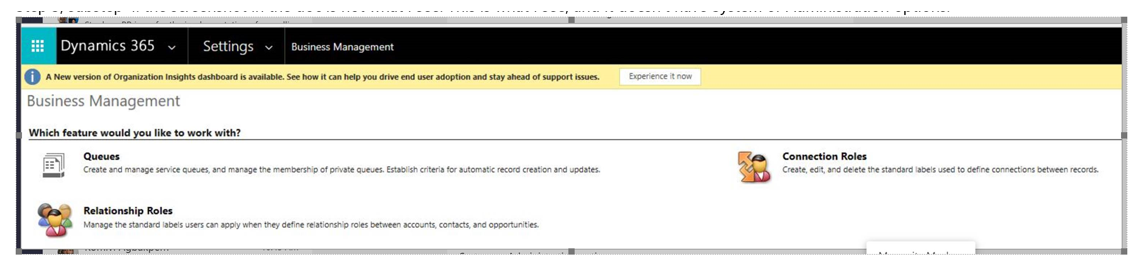 Dynamics 365 Settings Business Management
A New version of Organization Insights dashboard is available. See how it can help you drive end user adoption and stay ahead of support issues. Experience it now
Business Management
Which feature would you like to work with?
Queues
Create and manage service queues, and manage the membership of private queues. Establish criteria for automatic record creation and updates.
Connection Roles
Create, edit, and delete the standard labels used to define connections between records.
Relationship Roles
Manage the standard labels users can apply when they define relationship roles between accounts, contacts, and opportunities.